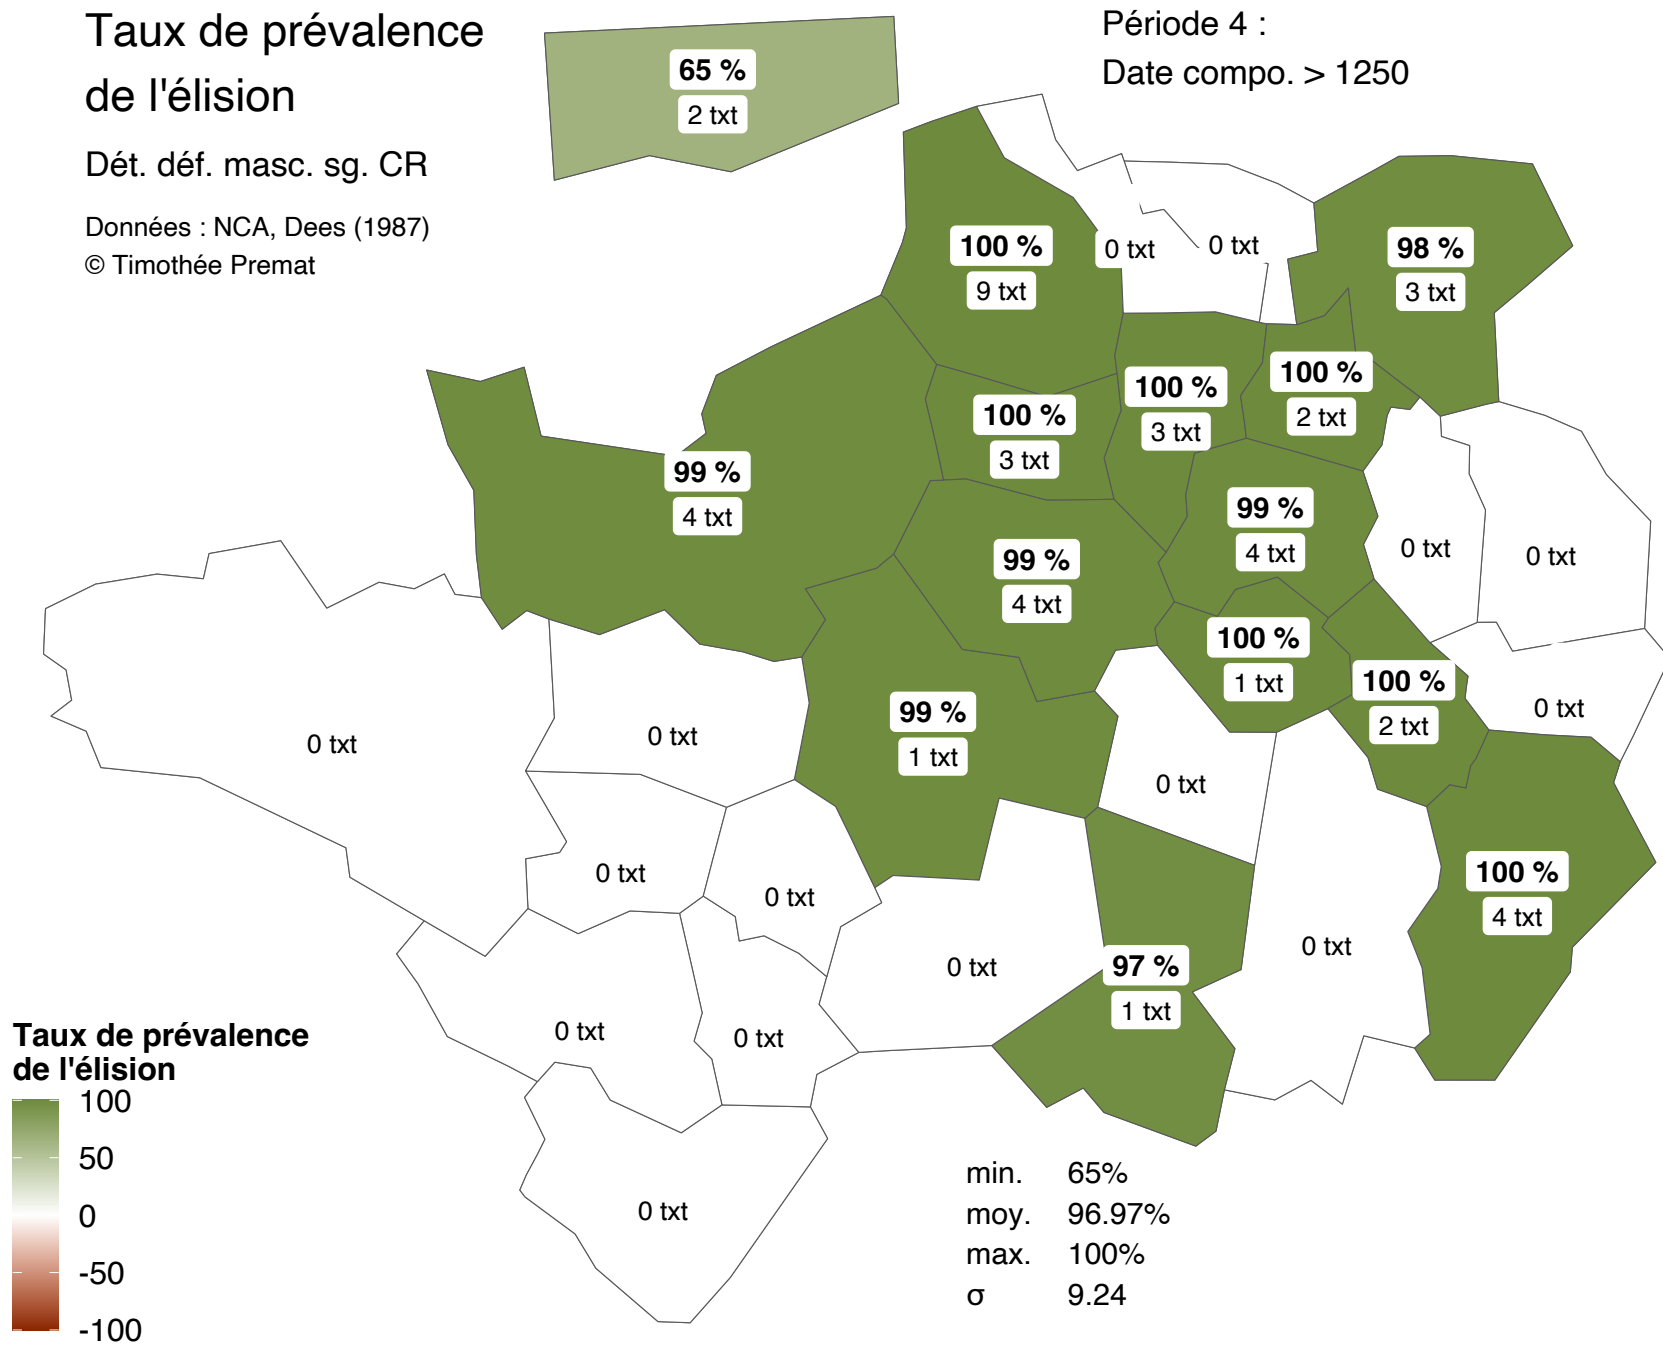 Taux de prévalence
de l'élision
Dét. déf. masc. sg. CR
Données : NCA, Dees (1987)
© Timothée Premat
Période 4 :
Date compo. > 1250
65 %
2 txt
100 %
9 txt
0 txt
0 txt
98 %
3 txt
100 %
3 txt
100 %
3 txt
100 %
2 txt
99 %
4 txt
99 %
4 txt
99 %
4 txt
0 txt
0 txt
100 %
1 txt
100 %
2 txt
0 txt
99 %
1 txt
0 txt
0 txt
0 txt
0 txt
0 txt
100 %
4 txt
0 txt
97 %
1 txt
0 txt
0 txt
0 txt
0 txt
Taux de prévalence
de l'élision
100
50
0
-50
-100
min. 65%
moy. 96.97%
max. 100%
σ 9.24